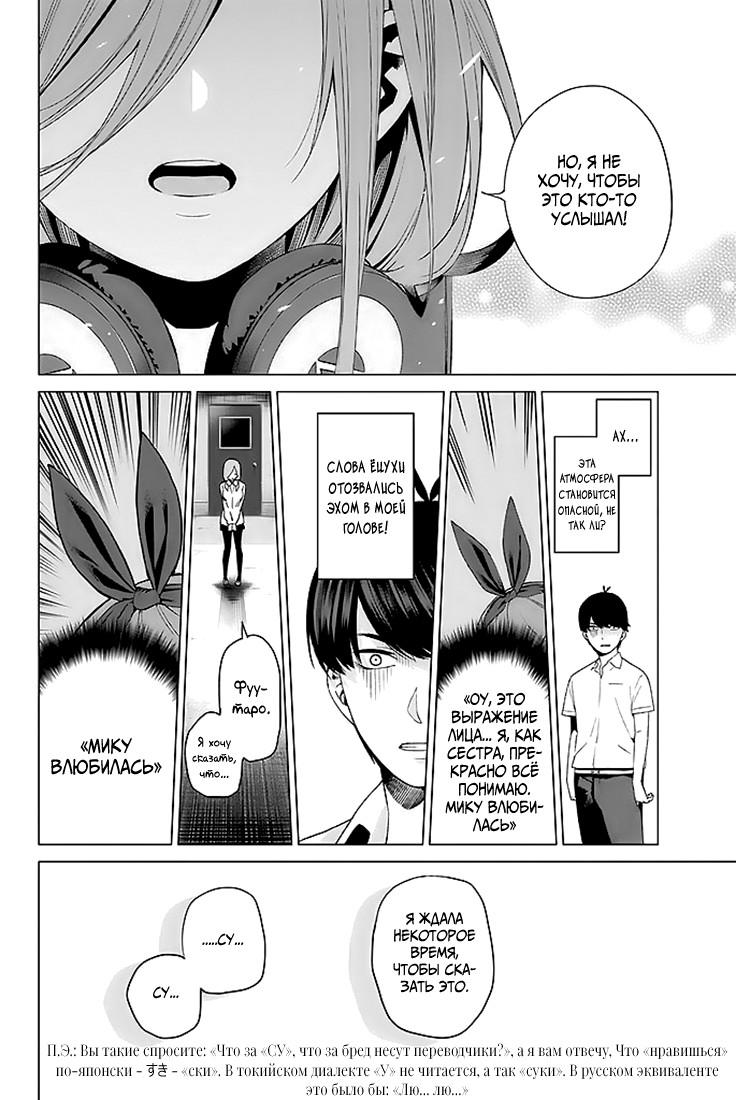 НО, Я НЕ
ХОЧУ, ЧТОБЫ
ЭТО КТО-ТО
УСЛЫШАЛ!
АХ...
ЭТА
АТМОСФЕРА
СТАНОВИТСЯ
ОПАСНОЙ, НЕ
ТАК ЛИ?
«ОУ, ЭТО
ВЫРАЖЕНИЕ
ЛИЦА... Я, КАК
СЕСТРА, ПРЕ-
КРАСНО ВСЁ
ПОНИМАЮ.
МИКУ ВЛЮБИ-
ЛАСЬ»
СЛОВА ЁЦУХИ
ОТОЗВАЛИСЬ
ЭХОМ В МОЕЙ
ГОЛОВЕ!
Фуу-
таро.
Я хочу
сказать,
что...
«МИКУ
ВЛЮБИЛАСЬ»
Я ЖДАЛА
НЕКОТОРОЕ
ВРЕМЯ,
ЧТОБЫ СКА-
ЗАТЬ ЭТО.
.....СУ...
СУ...
П.Э.: Вы такие спросите: «Что за «СУ», что за бред несут переводчики?», а я вам отвечу, Что «нравишься»
по-японски - すき - «ски». В токийском диалекте «У» не читается, а так «суки». В русском эквиваленте
это было бы: «Лю... лю...»